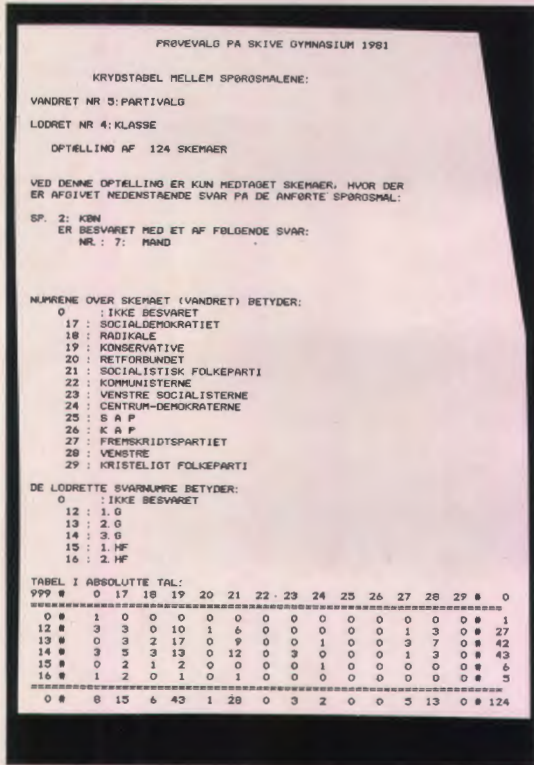 PRØVEVALG PA SKIVE GYMNASIUM 1981
KRYDSTABEL MELLEM SPØRGSMALENE:
VANDRET NR 5:PARTIVALG
LODRET NR 4:KLASSE
OPTÆLLING AF 124 SKEMAER
VED DENNE OPTÆLLING ER KUN MEDTAGET SKEMAER, HVOR DER
ER AFGIVET NEDENSTAENDE SVAR PA DE ANFØRTE SPØRGSMAL:
SP. 2: KØN
ER BESVARET MED ET AF FØLGENDE SVAR:
NR.: 7: MAND
NUMRENE OVER SKEMAET (VANDRET) BETYDER:
0 : IKKE BESVARET
17 : SOCIALDEMOKRATIET
18 : RADIKALE
19 : KONSERVATIVE
20 : RETFORBUNDET
21 : SOCIALISTISK FOLKEPARTI
22 : KOMMUNISTERNE
23 : VENSTRE SOCIALISTERNE
24 : CENTRUM-DEMOKRATERNE
25 : S A P
26 : K A P
27 : FREMSKRIDTSPARTIET
28 : VENSTRE
29 : KRISTELIGT FOLKEPARTI
DE LODRETTE SVARNUMRE BETYDER:
0 : IKKE BESVARET
12 : 1. G
13 : 2. G
14 : 3. G
15 : 1. HF
16 : 2. HF
TABEL I ABSOLUTTE TAL:
999 # 0 17 18 19 20 21 22 23 24 25 26 27 28 29 # 0
0 # 1 0 0 0 0 0 0 0 0 0 0 0 0 0 # 1
12 # 3 3 0 10 1 6 0 0 0 0 0 1 3 0 # 27
13 # 0 3 2 17 0 9 0 0 1 0 0 3 7 0 # 42
14 # 3 5 3 13 0 12 0 3 0 0 0 1 3 0 # 43
15 # 0 2 1 2 0 0 0 0 1 0 0 0 0 0 # 6
16 # 1 2 0 1 0 1 0 0 0 0 0 0 0 0 # 5
0 # 8 15 6 43 1 28 0 3 2 0 0 5 13 0 # 124